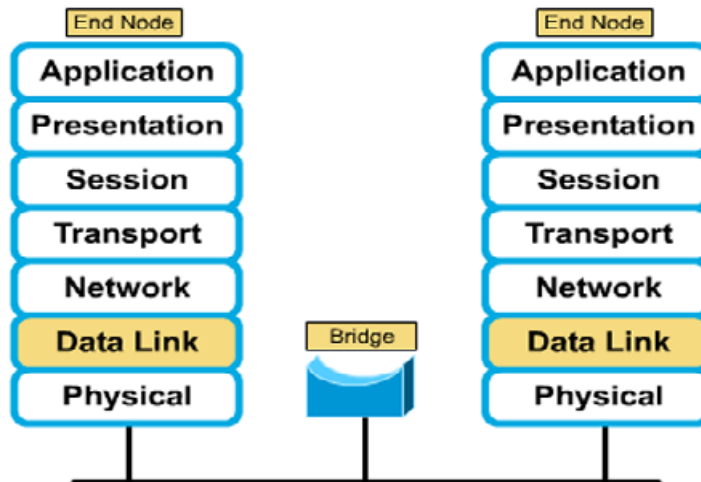 End Node
Application
Presentation
Session
Transport
Network
Data Link
Physical
Bridge
End Node
Application
Presentation
Session
Transport
Network
Data Link
Physical